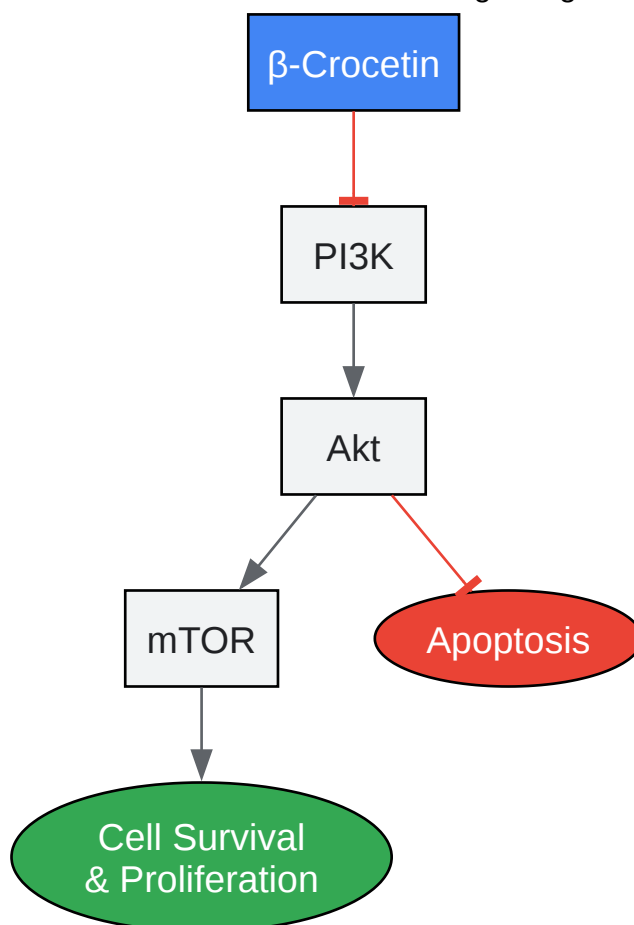 β-Crocetin
PI3K
Akt
mTOR
Apoptosis
Cell Survival
& Proliferation